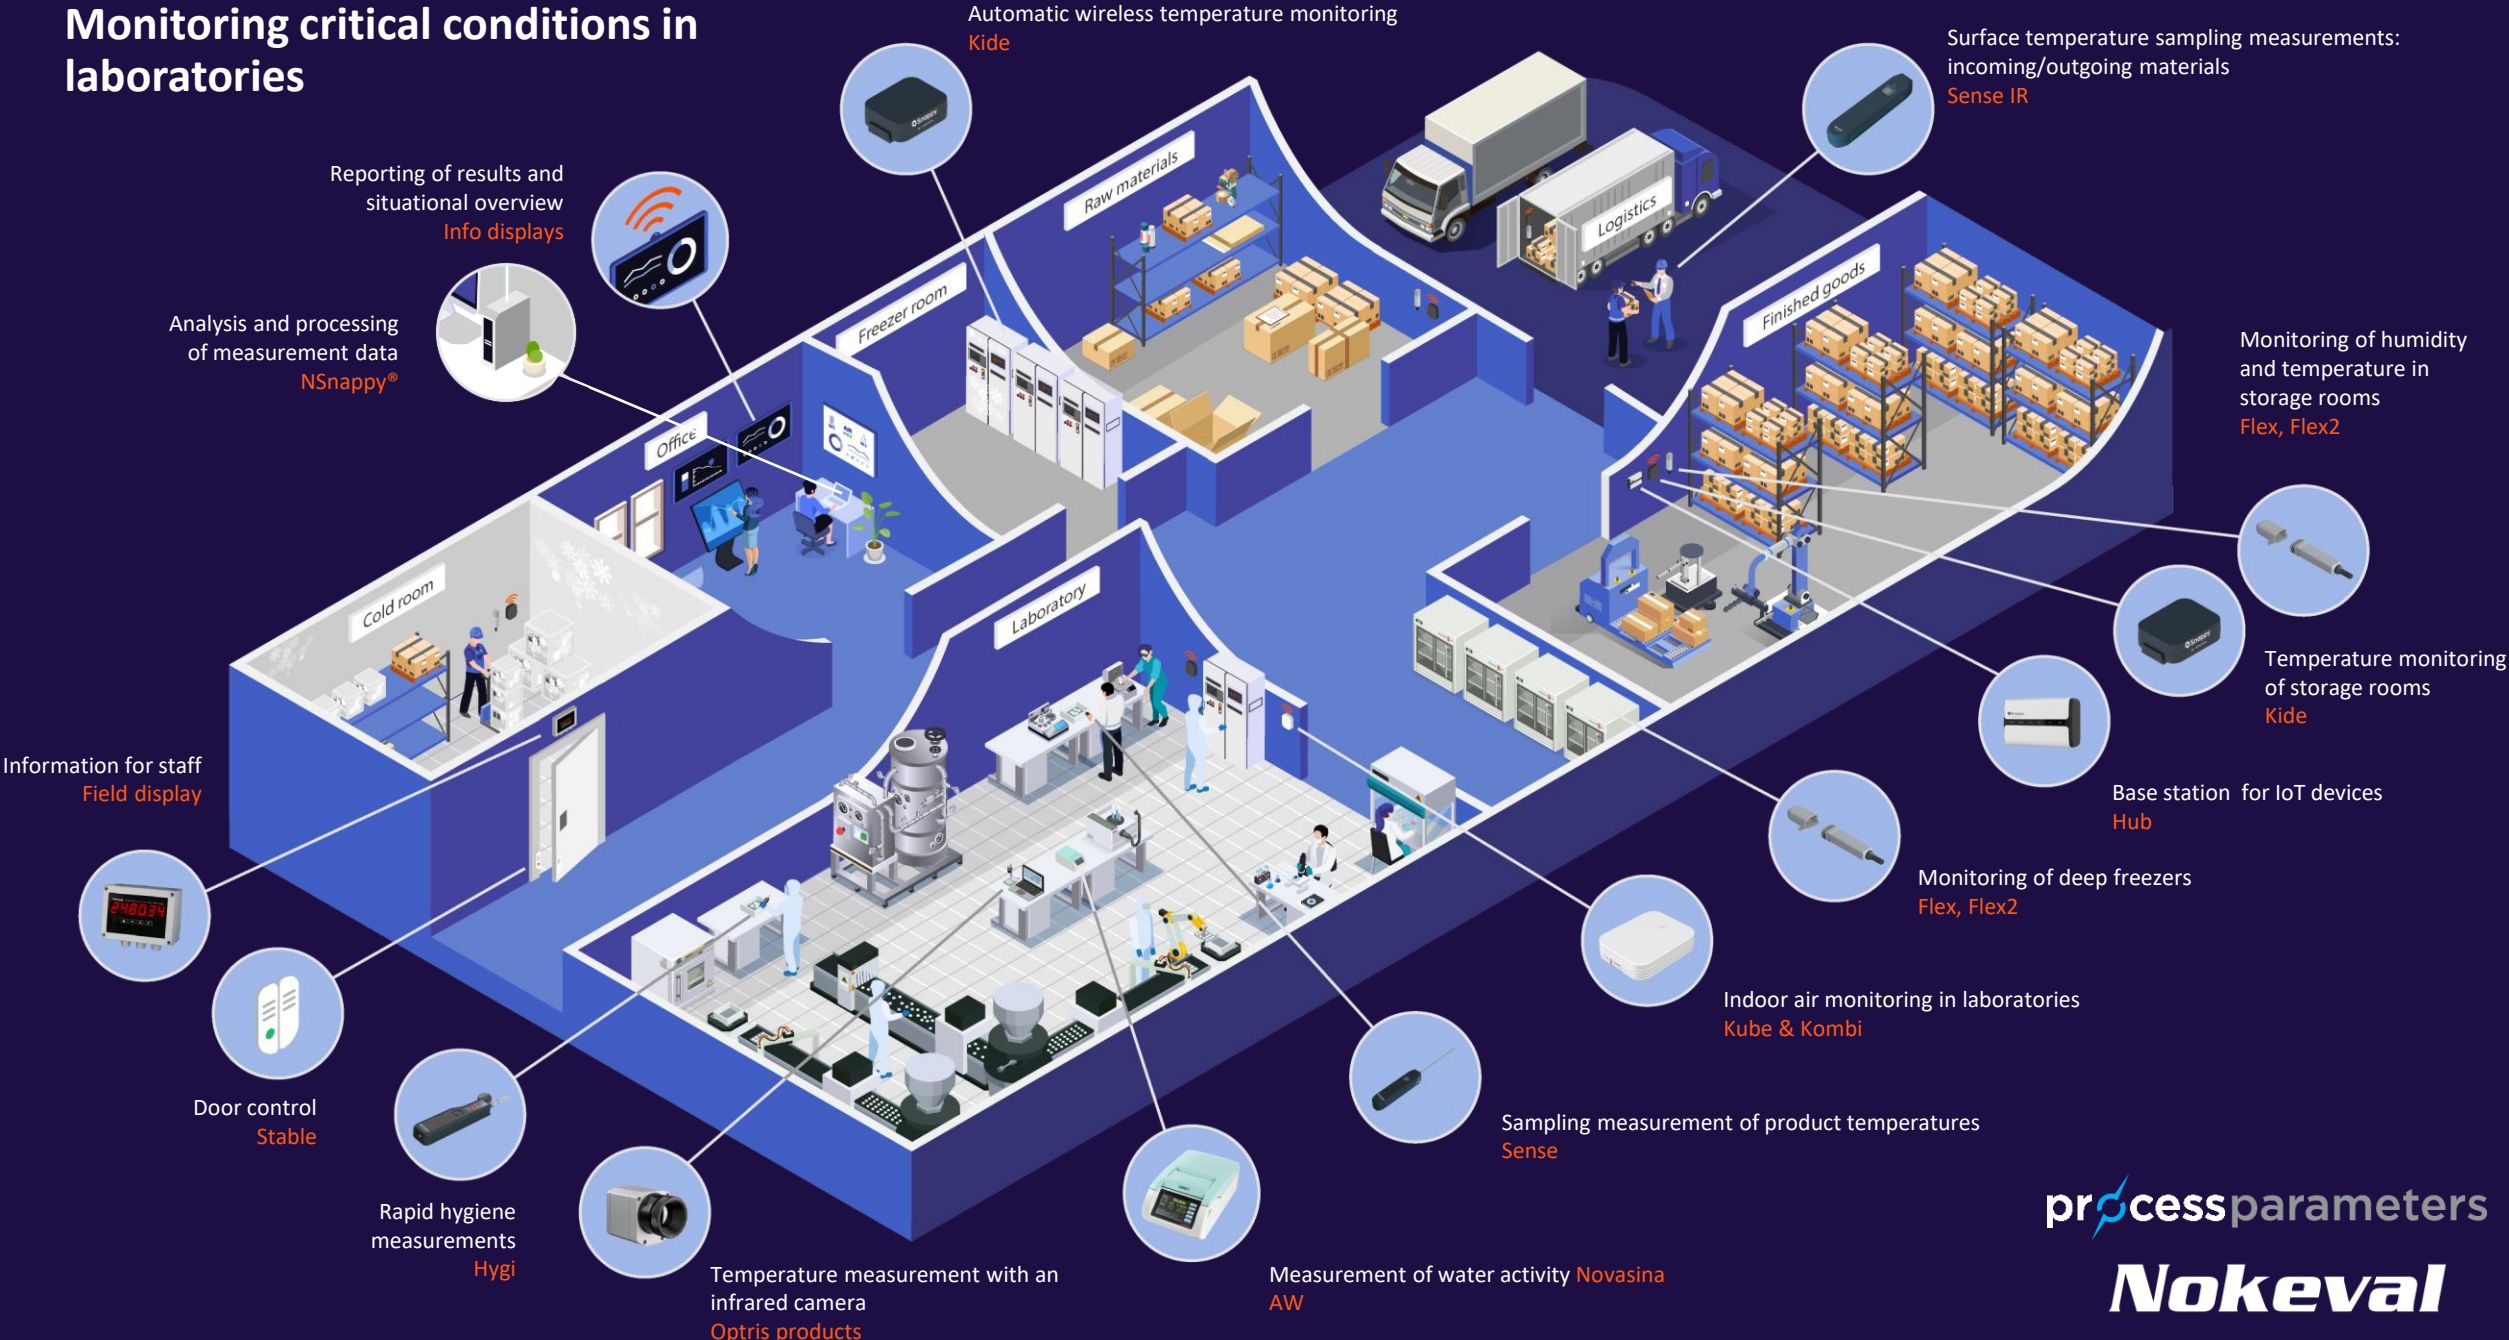 Monitoring critical conditions in
laboratories
Automatic wireless temperature monitoring
Kide
Surface temperature sampling measurements:
incoming/outgoing materials
Sense IR
Reporting of results and
situational overview
Info displays
Analysis and processing
of measurement data
NSnappy®
Raw materials
Logistics
Freezer room
Finished goods
Office
Cold room
Laboratory
Monitoring of humidity
and temperature in
storage rooms
Flex, Flex2
Temperature monitoring
of storage rooms
Kide
Base station for IoT devices
Hub
Monitoring of deep freezers
Flex, Flex2
Indoor air monitoring in laboratories
Kube & Kombi
Sampling measurement of product temperatures
Sense
Information for staff
Field display
248034
Door control
Stable
Rapid hygiene
measurements
Hygi
Temperature measurement with an
infrared camera
Optris products
Measurement of water activity Novasina
AW
Snappy
Snappy
AIR
processparameters
Nokeval